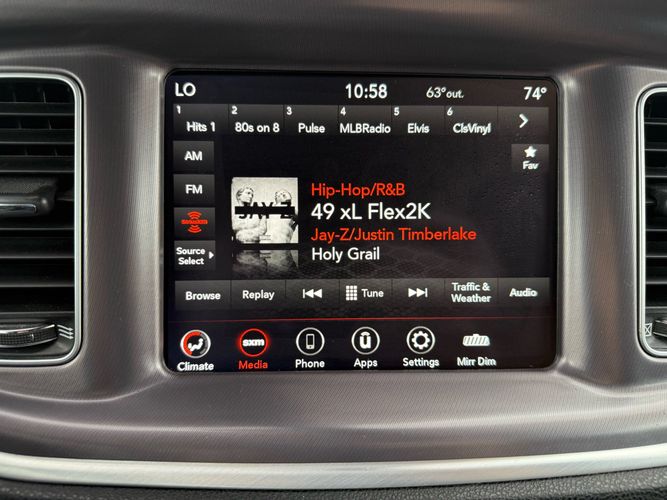 LO 10:58 63° out. 74°
1 2 3 4 5 6
Hits 1 80s on 8 Pulse MLBRadio Elvis ClsVinyl
AM
Fav
FM
Hip-Hop/R&B
JAY-Z
49 xL Flex2K
SiriusXM
Jay-Z/Justin Timberlake
Source
Select
Holy Grail
Browse Replay Tune Traffic &
Weather Audio
sxm
Climate Media Phone Apps Settings Mirr Dim